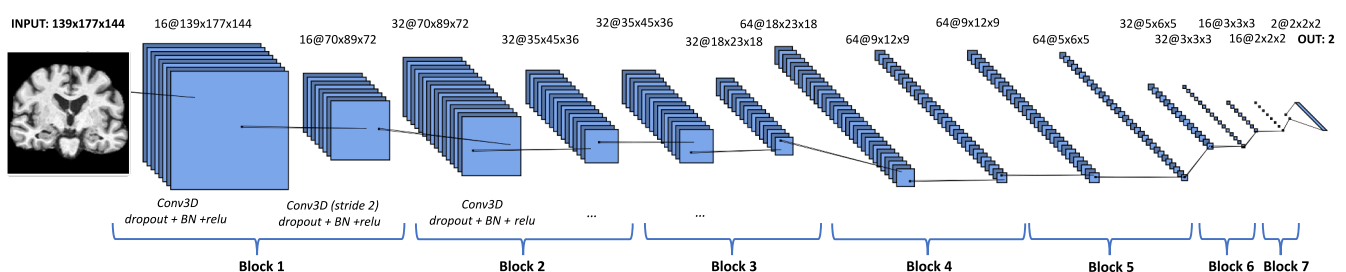 INPUT: 139x177x144
16@139x177x144
16@70x89x72
32@70x89x72
32@35x45x36
32@35x45x36
32@18x23x18
64@18x23x18
64@9x12x9
64@9x12x9
64@5x6x5
32@5x6x5
32@3x3x3
16@3x3x3
16@2x2x2
2@2x2x2
OUT: 2
Conv3D
dropout + BN +relu
Conv3D (stride 2)
dropout + BN +relu
Conv3D
dropout + BN + relu
...
...
Block 1
Block 2
Block 3
Block 4
Block 5
Block 6
Block 7